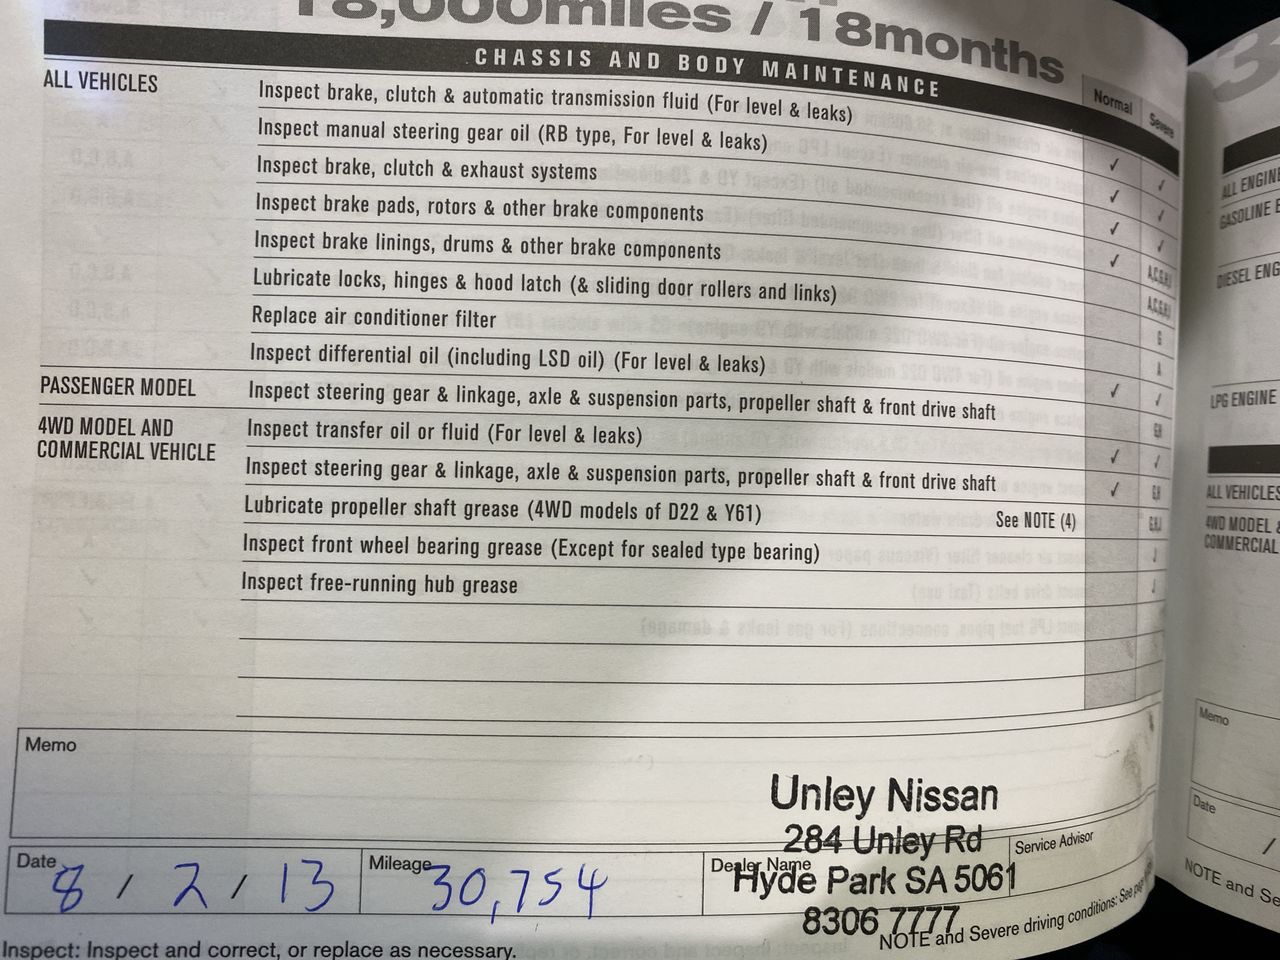 18,000miles / 18months
CHASSIS AND BODY MAINTENANCE
Normal
Severe
ALL VEHICLES
Inspect brake, clutch & automatic transmission fluid (For level & leaks) ✓ ✓
Inspect manual steering gear oil (RB type, For level & leaks) ✓ ✓
Inspect brake, clutch & exhaust systems ✓ ✓
Inspect brake pads, rotors & other brake components ✓
Inspect brake linings, drums & other brake components
Lubricate locks, hinges & hood latch (& sliding door rollers and links) G
Replace air conditioner filter A
Inspect differential oil (including LSD oil) (For level & leaks) ✓ ✓
PASSENGER MODEL
Inspect steering gear & linkage, axle & suspension parts, propeller shaft & front drive shaft
4WD MODEL AND
COMMERCIAL VEHICLE
Inspect transfer oil or fluid (For level & leaks) ✓ ✓
Inspect steering gear & linkage, axle & suspension parts, propeller shaft & front drive shaft ✓
Lubricate propeller shaft grease (4WD models of D22 & Y61) See NOTE (4)
Inspect front wheel bearing grease (Except for sealed type bearing)
Inspect free-running hub grease
Memo
Unley Nissan
284 Unley Rd
Hyde Park SA 5061
8306 7777
Date 8 / 2 / 13
Mileage 30,754
Dealer Name
Service Advisor
Inspect: Inspect and correct, or replace as necessary.
NOTE and Severe driving conditions: See
ALL ENGINE
GASOLINE E
DIESEL ENG
LPG ENGINE
ALL VEHICLES
4WD MODEL &
COMMERCIAL
Memo
Date
/
NOTE and Se